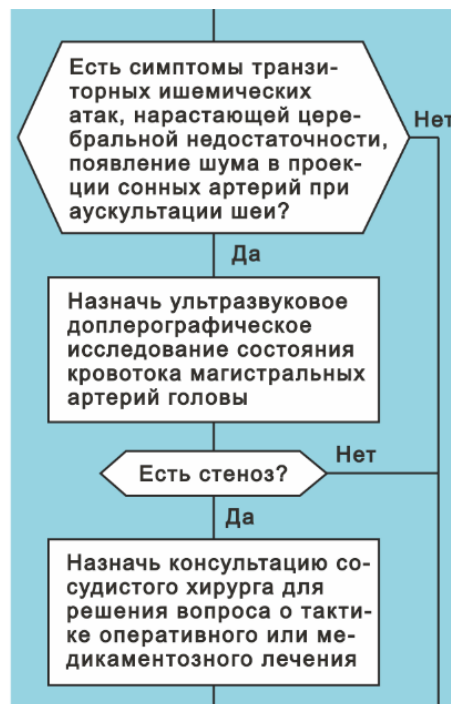 Есть симптомы транзи-
торных ишемических
атак, нарастающей цере-
бральной недостаточности,
появление шума в проек-
ции сонных артерий при
аускультации шеи?
Нет
Да
Назначь ультразвуковое
доплерографическое
исследование состояния
кровотока магистральных
артерий головы
Есть стеноз?
Нет
Да
Назначь консультацию со-
судистого хирурга для
решения вопроса о такти-
ке оперативного или ме-
дикаментозного лечения